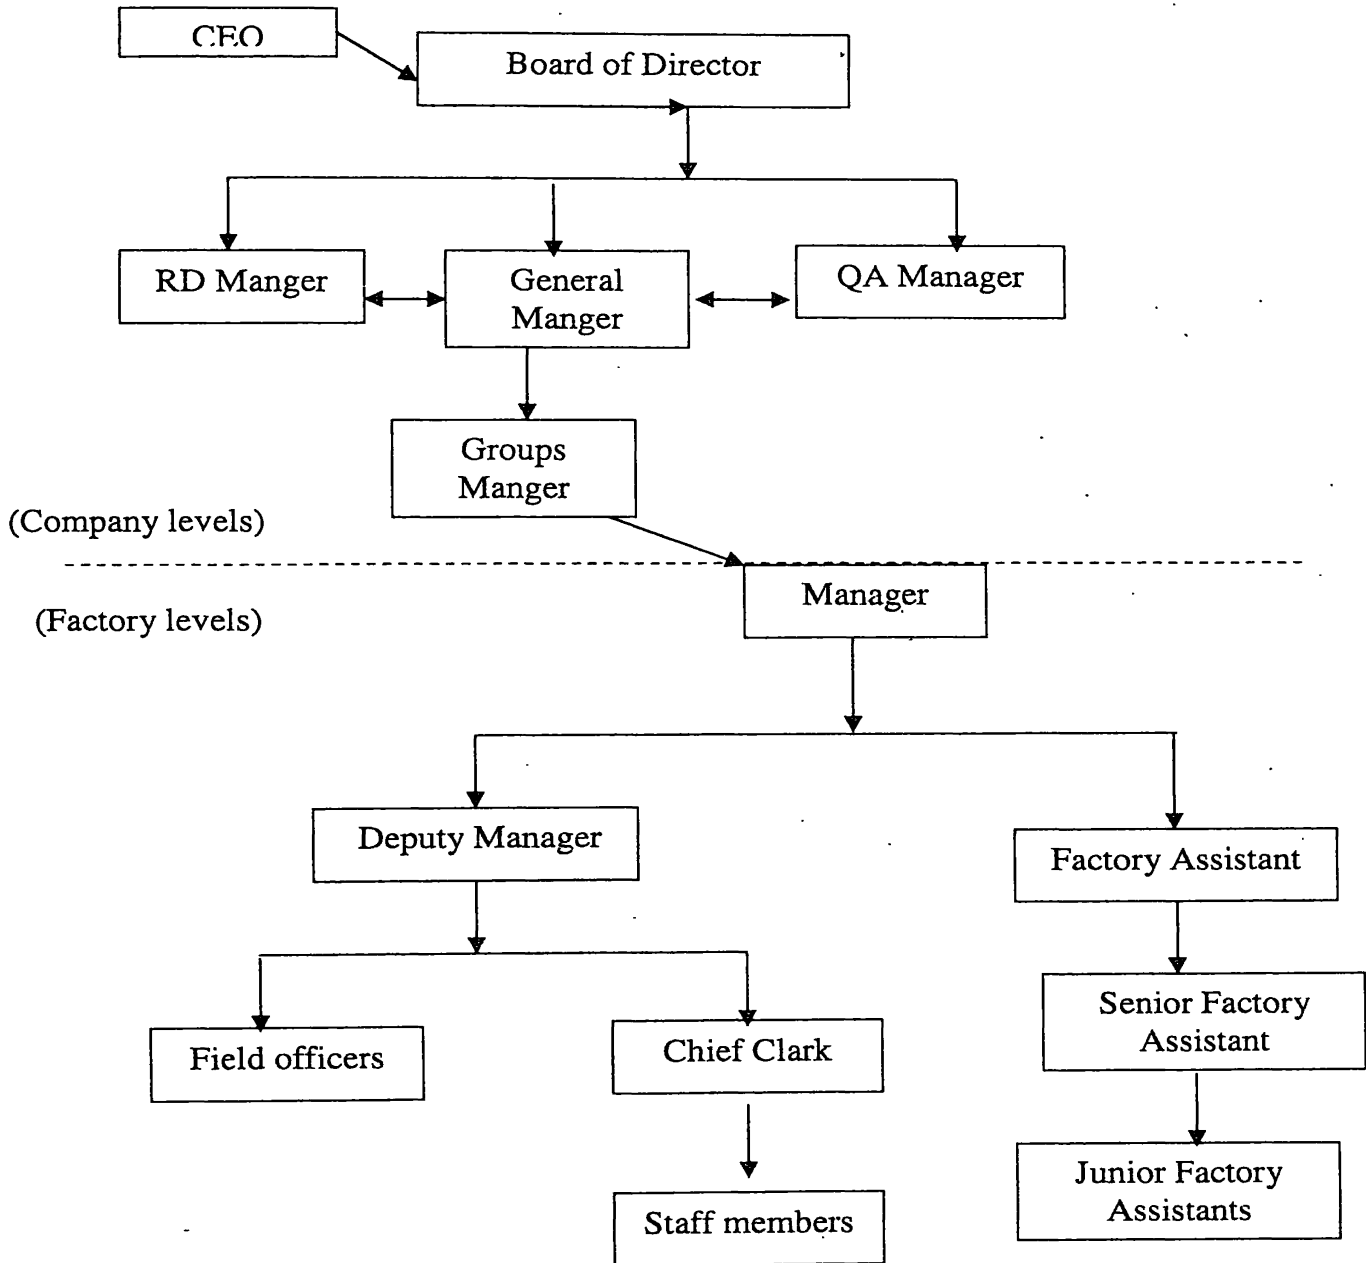 CEO
Board of Director
RD Manger
General
Manger
QA Manager
Groups
Manger
(Company levels)
Manager
(Factory levels)
Deputy Manager
Factory Assistant
Field officers
Chief Clark
Senior Factory
Assistant
Staff members
Junior Factory
Assistants